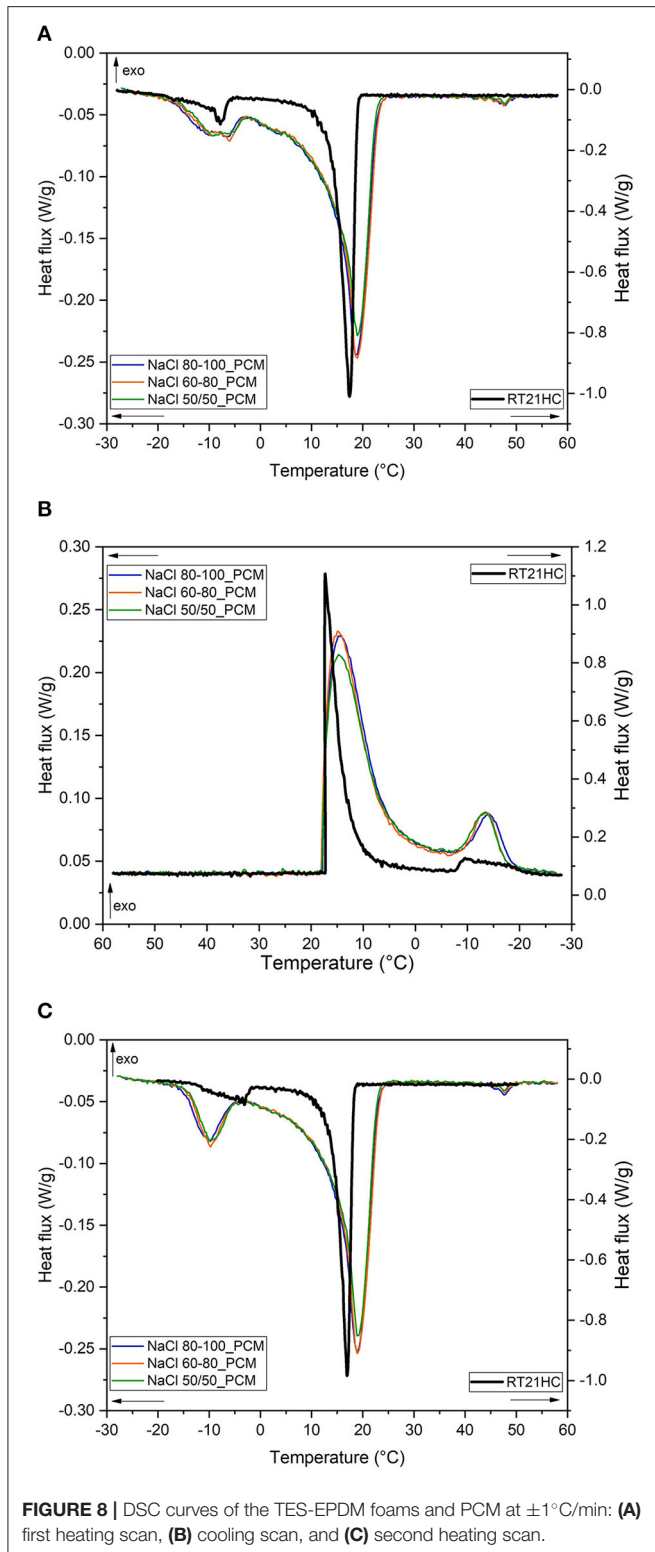 A
0.00
-0.05
-0.10
-0.15
-0.20
-0.25
-0.30
Heat flux (W/g)
exo
0.0
-0.2
-0.4
-0.6
-0.8
-1.0
Heat flux (W/g)
NaCl 80-100_PCM
NaCl 60-80_PCM
NaCl 50/50_PCM
RT21HC
-30 -20 -10 0 10 20 30 40 50 60
Temperature (°C)
B
0.30
0.25
0.20
0.15
0.10
0.05
0.00
Heat flux (W/g)
NaCl 80-100_PCM
NaCl 60-80_PCM
NaCl 50/50_PCM
RT21HC
1.2
1.0
0.8
0.6
0.4
0.2
0.0
Heat flux (W/g)
exo
60 50 40 30 20 10 0 -10 -20 -30
Temperature (°C)
C
0.00
-0.05
-0.10
-0.15
-0.20
-0.25
-0.30
Heat flux (W/g)
exo
0.0
-0.2
-0.4
-0.6
-0.8
-1.0
Heat flux (W/g)
NaCl 80-100_PCM
NaCl 60-80_PCM
NaCl 50/50_PCM
RT21HC
-30 -20 -10 0 10 20 30 40 50 60
Temperature (°C)
FIGURE 8 | DSC curves of the TES-EPDM foams and PCM at ±1°C/min: (A)
first heating scan, (B) cooling scan, and (C) second heating scan.